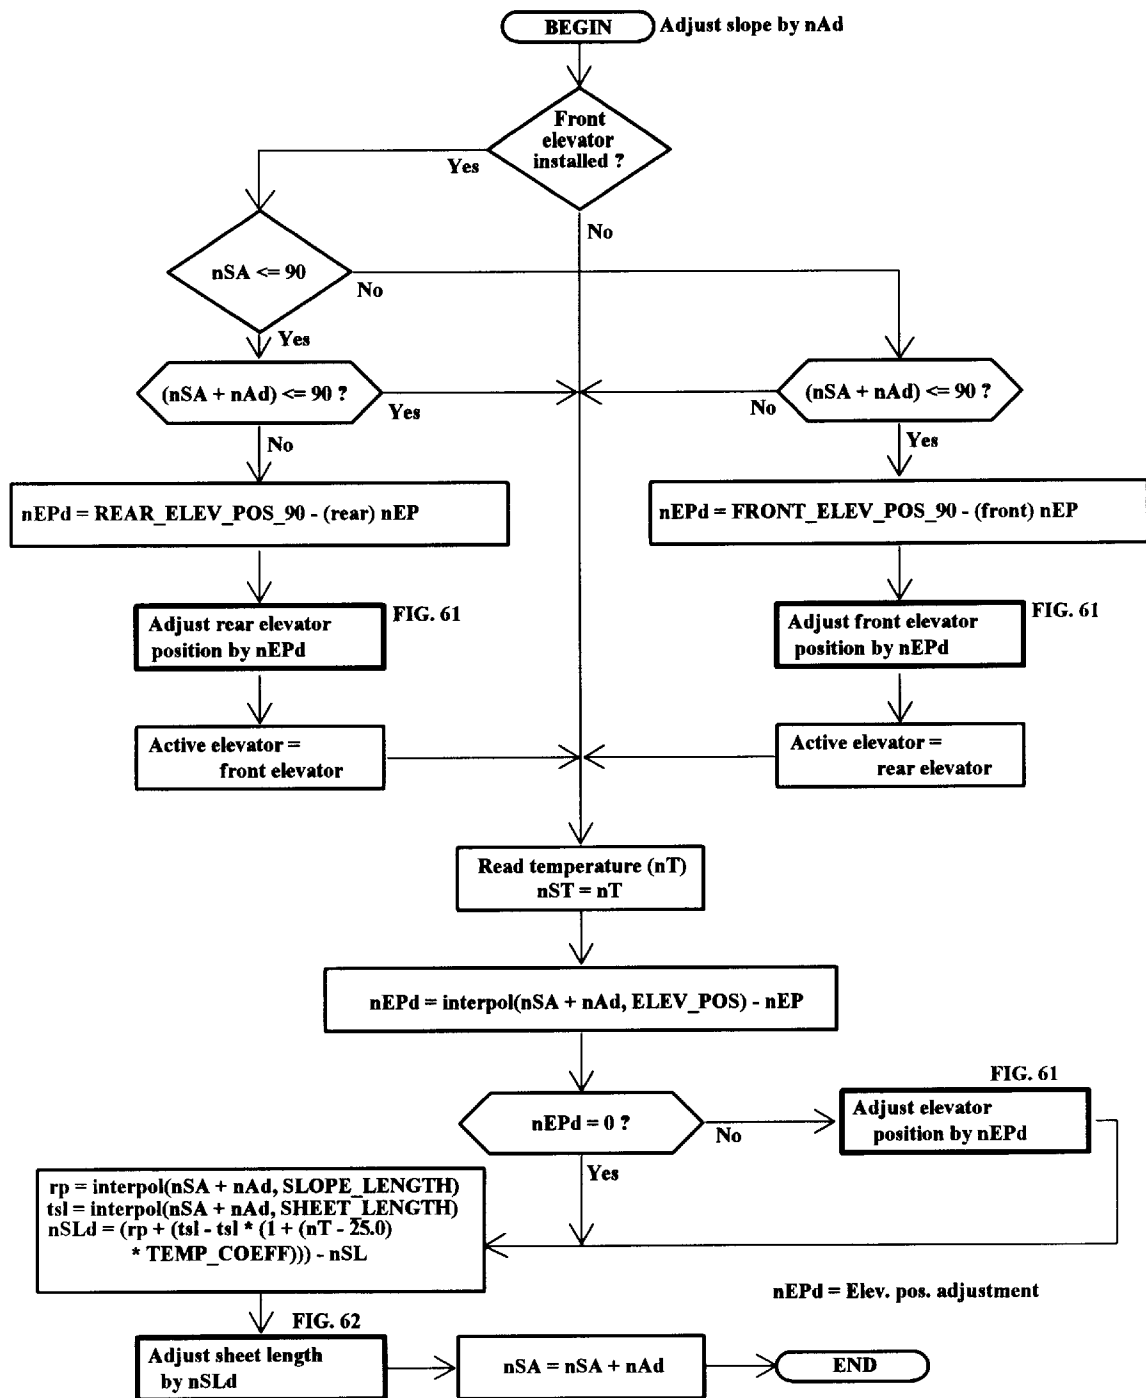 BEGIN
Adjust slope by nAd
Front
elevator
installed ?
Yes
No
nSA <= 90
No
Yes
(nSA + nAd) <= 90 ?
Yes
(nSA + nAd) <= 90 ?
No
No
Yes
nEPd = REAR_ELEV_POS_90 - (rear) nEP
nEPd = FRONT_ELEV_POS_90 - (front) nEP
FIG. 61
Adjust rear elevator
position by nEPd
FIG. 61
Adjust front elevator
position by nEPd
Active elevator =
front elevator
Active elevator =
rear elevator
Read temperature (nT)
nST = nT
nEPd = interpol(nSA + nAd, ELEV_POS) - nEP
FIG. 61
nEPd = 0 ?
No
Adjust elevator
position by nEPd
Yes
rp = interpol(nSA + nAd, SLOPE_LENGTH)
tsl = interpol(nSA + nAd, SHEET_LENGTH)
nSLd = (rp + (tsl - tsl * (1 + (nT - 25.0)
* TEMP_COEFF))) - nSL
nEPd = Elev. pos. adjustment
FIG. 62
Adjust sheet length
by nSLd
nSA = nSA + nAd
END